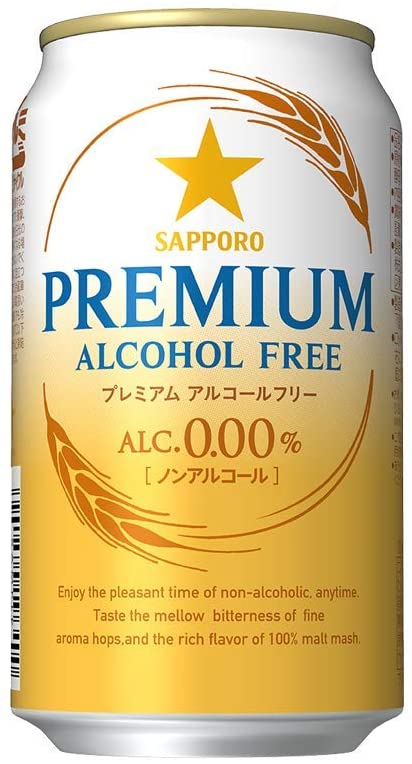 SAPPORO
PREMIUM
ALCOHOL FREE
プレミアム アルコールフリー
ALC.0.00%
[ ノンアルコール ]
Enjoy the pleasant time of non-alcoholic, anytime.
Taste the mellow bitterness of fine
aroma hops,and the rich flavor of 100% malt mash.